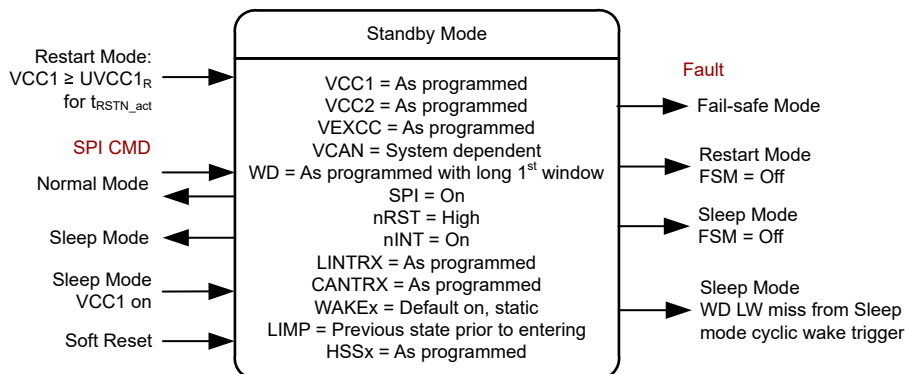 Standby Mode
Restart Mode:
VCC1 ≥ UVCC1R
for tRSTN_act
SPI CMD
Normal Mode
Sleep Mode
Sleep Mode
VCC1 on
Soft Reset
VCC1 = As programmed
VCC2 = As programmed
VEXCC = As programmed
VCAN = System dependent
WD = As programmed with long 1st window
SPI = On
nRST = High
nINT = On
LINTRX = As programmed
CANTRX = As programmed
WAKEx = Default on, static
LIMP = Previous state prior to entering
HSSx = As programmed
Fault
Fail-safe Mode
Restart Mode
FSM = Off
Sleep Mode
FSM = Off
Sleep Mode
WD LW miss from Sleep
mode cyclic wake trigger